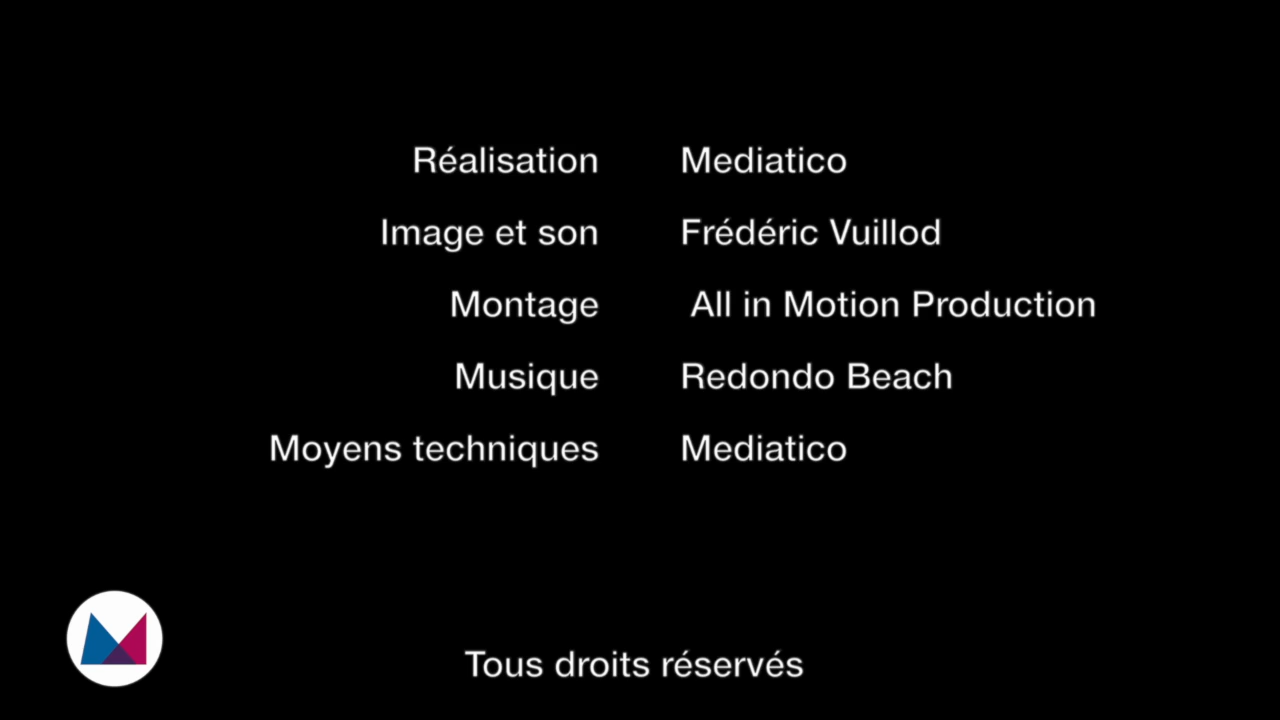 Réalisation Mediatico
Image et son Frédéric Vuillod
Montage All in Motion Production
Musique Redondo Beach
Moyens techniques Mediatico
Tous droits réservés